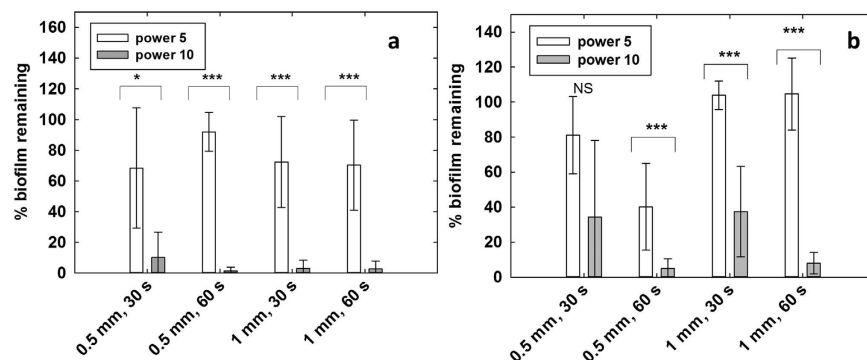 160
140
120
100
80
60
40
20
0
% biofilm remaining
power 5
power 10
a
*
***
***
***
0.5 mm, 30 s
0.5 mm, 60 s
1 mm, 30 s
1 mm, 60 s
140
120
100
80
60
40
20
0
% biofilm remaining
power 5
power 10
b
NS
***
***
***
0.5 mm, 30 s
0.5 mm, 60 s
1 mm, 30 s
1 mm, 60 s